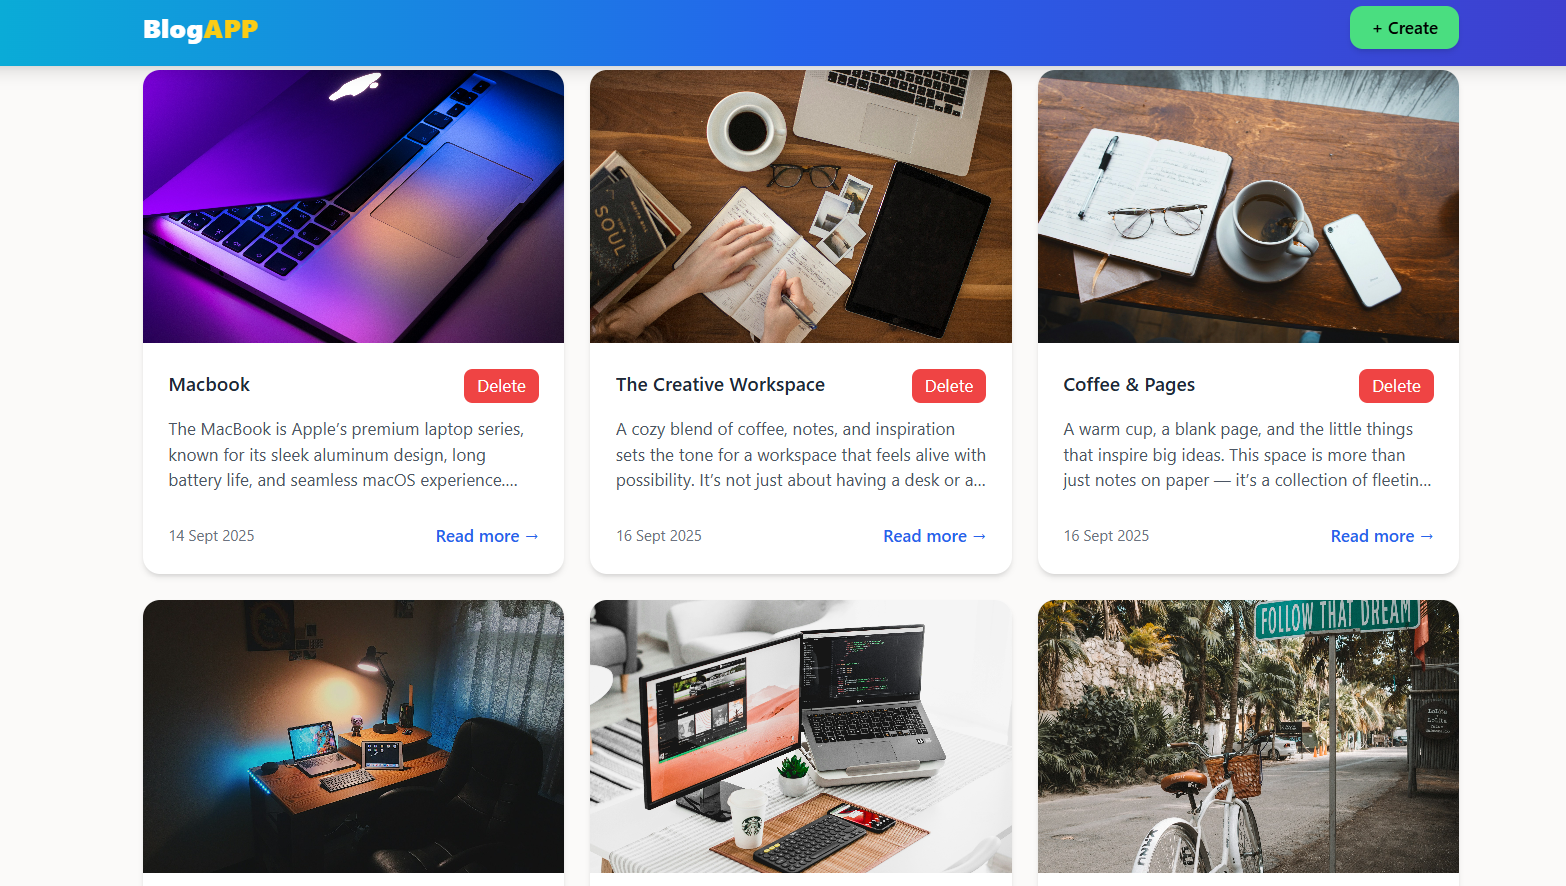 BlogAPP
+ Create
SOUL
Macbook
Delete
The MacBook is Apple’s premium laptop series,
known for its sleek aluminum design, long
battery life, and seamless macOS experience....
14 Sept 2025
Read more →
The Creative Workspace
Delete
A cozy blend of coffee, notes, and inspiration
sets the tone for a workspace that feels alive with
possibility. It’s not just about having a desk or a...
16 Sept 2025
Read more →
Coffee & Pages
Delete
A warm cup, a blank page, and the little things
that inspire big ideas. This space is more than
just notes on paper — it’s a collection of fleetin...
16 Sept 2025
Read more →
FOLLOW THAT DREAM